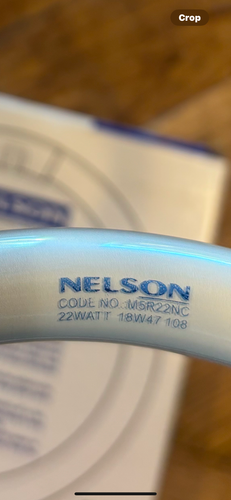 Crop
NELSON
CODE NO. MSR22NC
22WATT 18W47 108